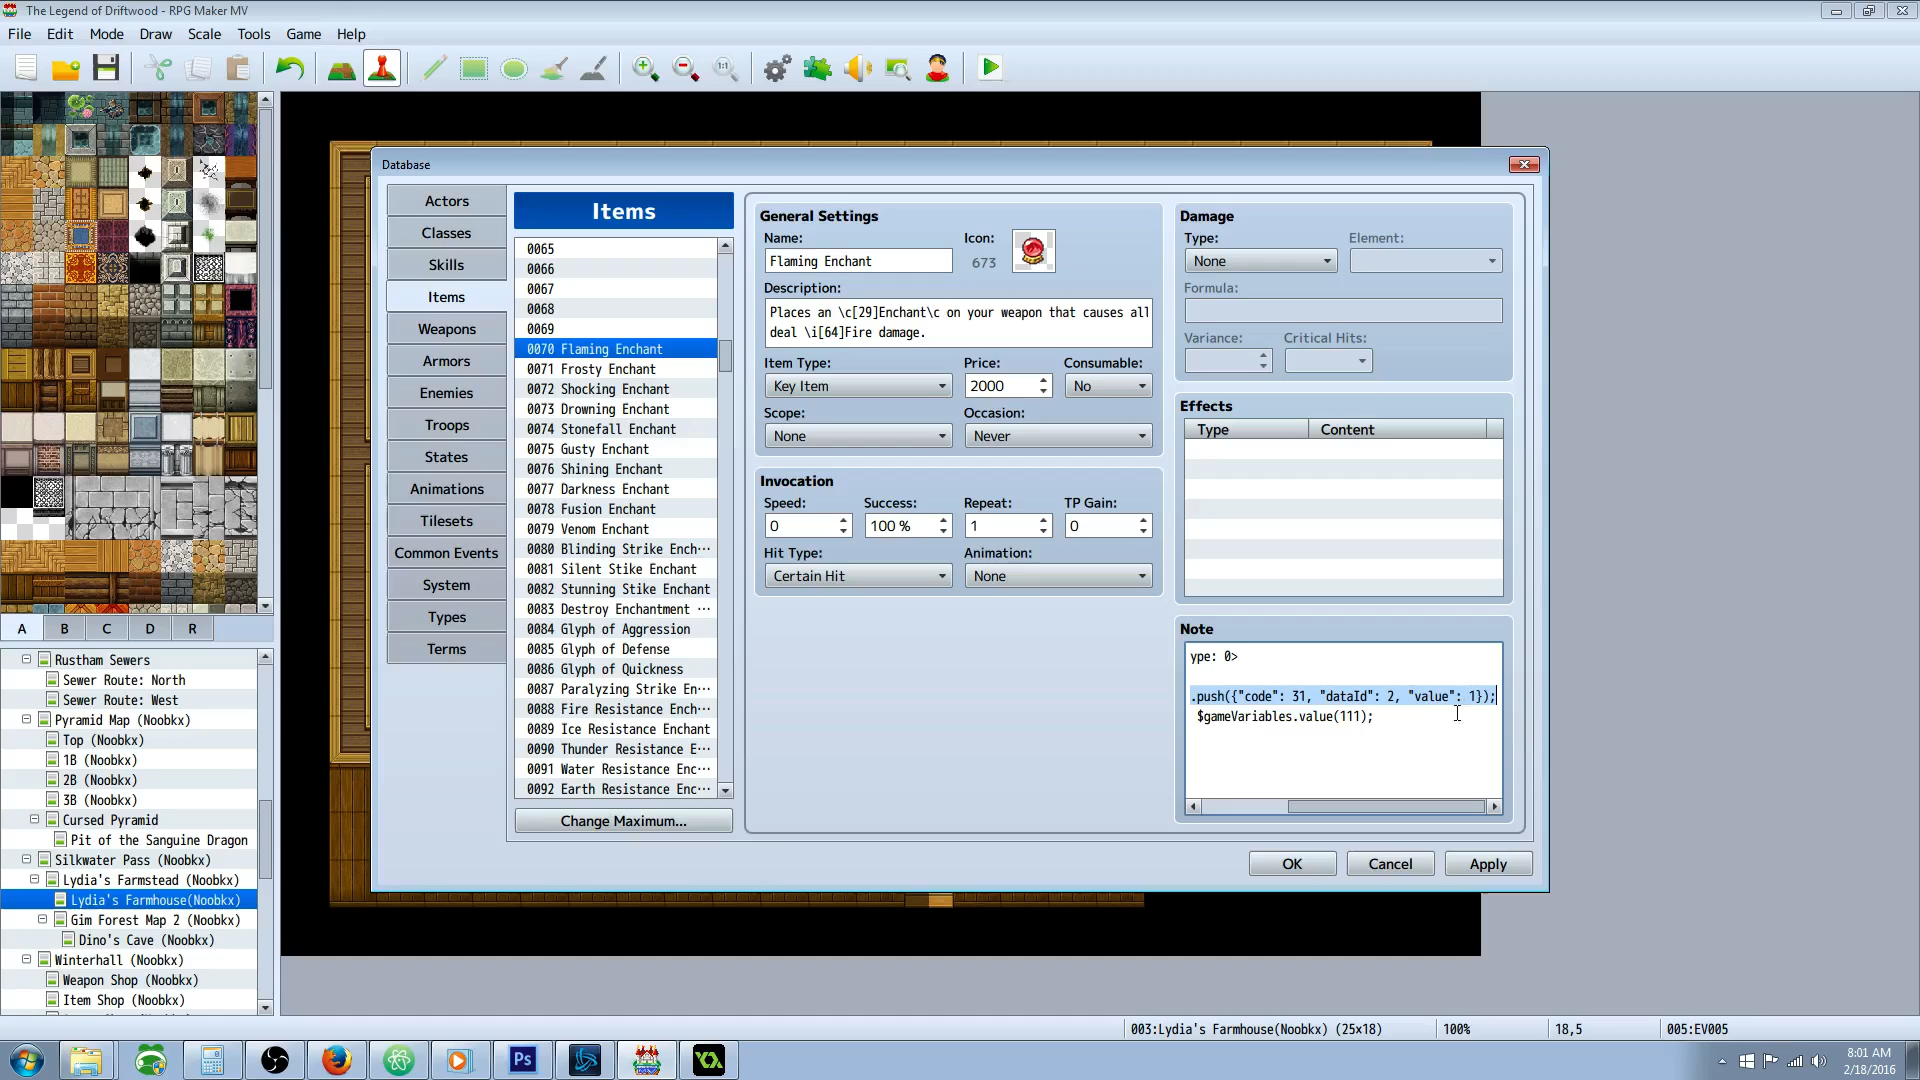 The Legend of Driftwood - RPG Maker MV
File Edit Mode Draw Scale Tools Game Help
1:1
Database
Actors
Classes
Skills
Items
Weapons
Armors
Enemies
Troops
States
Animations
Tilesets
Common Events
System
Types
Terms
Items
0065
0066
0067
0068
0069
0070 Flaming Enchant
0071 Frosty Enchant
0072 Shocking Enchant
0073 Drowning Enchant
0074 Stonefall Enchant
0075 Gusty Enchant
0076 Shining Enchant
0077 Darkness Enchant
0078 Fusion Enchant
0079 Venom Enchant
0080 Blinding Strike Ench···
0081 Silent Stike Enchant
0082 Stunning Stike Enchant
0083 Destroy Enchantment ···
0084 Glyph of Aggression
0085 Glyph of Defense
0086 Glyph of Quickness
0087 Paralyzing Strike En···
0088 Fire Resistance Enc···
0089 Ice Resistance Enchant
0090 Thunder Resistance E···
0091 Water Resistance Enc···
0092 Earth Resistance Enc···
Change Maximum...
General Settings
Name:
Flaming Enchant
Icon:
673
Description:
Places an \c[29]Enchant\c on your weapon that causes all
deal \i[64]Fire damage.
Item Type:
Key Item
Price:
2000
Consumable:
No
Scope:
None
Occasion:
Never
Invocation
Speed:
0
Success:
100 %
Repeat:
1
TP Gain:
0
Hit Type:
Certain Hit
Animation:
None
Damage
Type:
None
Element:
Formula:
Variance:
Critical Hits:
Effects
Type Content
Note
ype: 0>
.push({"code": 31, "dataId": 2, "value": 1});
$gameVariables.value(111);
OK Cancel Apply
A B C D R
Rustham Sewers
Sewer Route: North
Sewer Route: West
Pyramid Map (Noobkx)
Top (Noobkx)
1B (Noobkx)
2B (Noobkx)
3B (Noobkx)
Cursed Pyramid
Pit of the Sanguine Dragon
Silkwater Pass (Noobkx)
Lydia's Farmstead (Noobkx)
Lydia's Farmhouse(Noobkx)
Gim Forest Map 2 (Noobkx)
Dino's Cave (Noobkx)
Winterhall (Noobkx)
Weapon Shop (Noobkx)
Item Shop (Noobkx)
003:Lydia's Farmhouse(Noobkx) (25x18) 100% 18,5 005:EV005
Ps
8:01 AM
2/18/2016